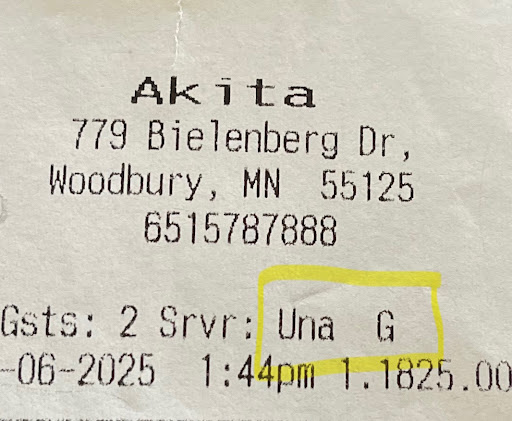 Akita
779 Bielenberg Dr,
Woodbury, MN 55125
6515787888
Gsts: 2 Srvr: Una G
-06-2025 1:44pm 1.1825.00